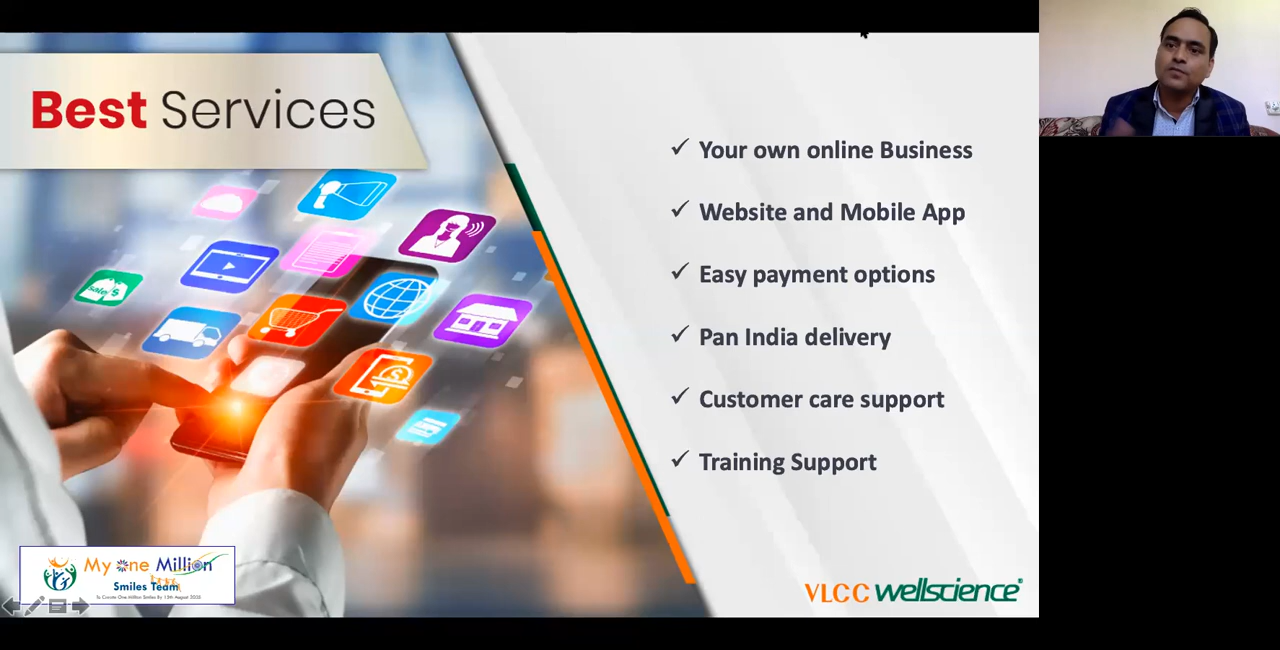 Best Services
✓ Your own online Business
✓ Website and Mobile App
✓ Easy payment options
✓ Pan India delivery
✓ Customer care support
✓ Training Support
My one Million
Smiles Team
VLCC wellscience®